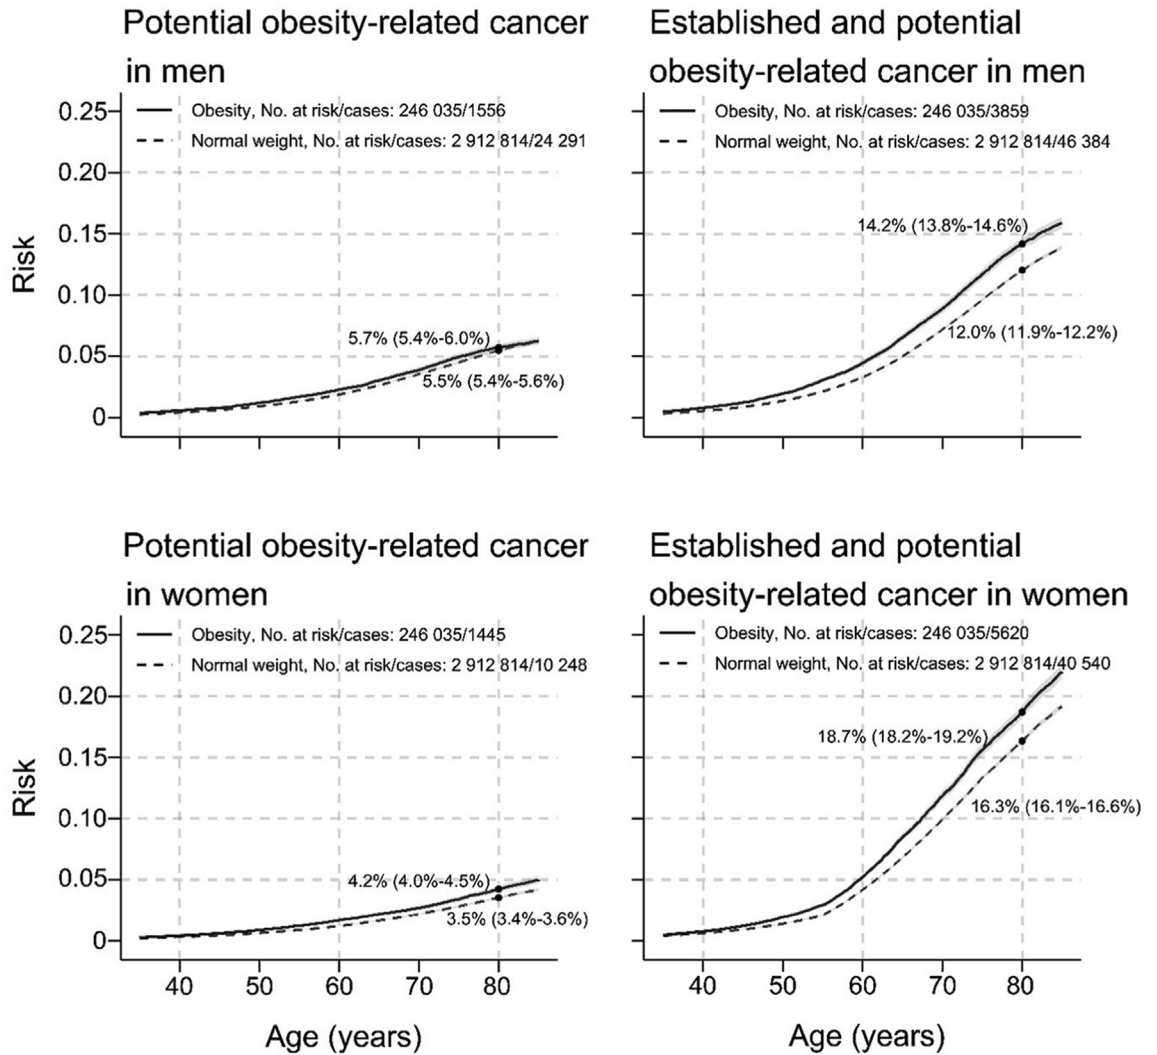 Potential obesity-related cancer
in men
0.25
Obesity, No. at risk/cases: 246 035/1556
Normal weight, No. at risk/cases: 2 912 814/24 291
0.20
0.15
Risk
0.10
5.7% (5.4%-6.0%)
0.05
5.5% (5.4%-5.6%)
0
Established and potential
obesity-related cancer in men
Obesity, No. at risk/cases: 246 035/3859
Normal weight, No. at risk/cases: 2 912 814/46 384
14.2% (13.8%-14.6%)
12.0% (11.9%-12.2%)
Potential obesity-related cancer
in women
0.25
Obesity, No. at risk/cases: 246 035/1445
Normal weight, No. at risk/cases: 2 912 814/10 248
0.20
0.15
Risk
0.10
0.05
4.2% (4.0%-4.5%)
3.5% (3.4%-3.6%)
0
40 50 60 70 80
Age (years)
Established and potential
obesity-related cancer in women
Obesity, No. at risk/cases: 246 035/5620
Normal weight, No. at risk/cases: 2 912 814/40 540
18.7% (18.2%-19.2%)
16.3% (16.1%-16.6%)
40 50 60 70 80
Age (years)